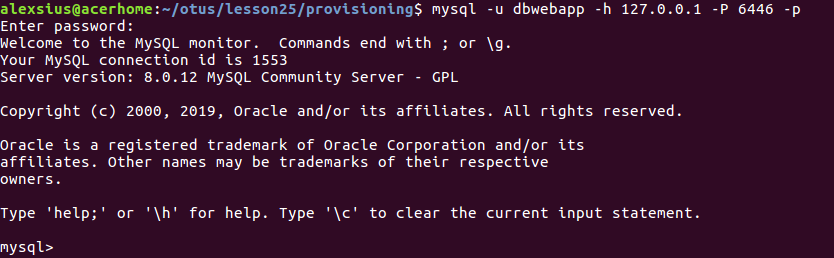 alexsius@acerhome:~/otus/lesson25/provisioning$ mysql -u dbwebapp -h 127.0.0.1 -P 6446 -p
Enter password:
Welcome to the MySQL monitor.  Commands end with ; or \g.
Your MySQL connection id is 1553
Server version: 8.0.12 MySQL Community Server - GPL

Copyright (c) 2000, 2019, Oracle and/or its affiliates. All rights reserved.

Oracle is a registered trademark of Oracle Corporation and/or its
affiliates. Other names may be trademarks of their respective
owners.

Type 'help;' or '\h' for help. Type '\c' to clear the current input statement.

mysql>